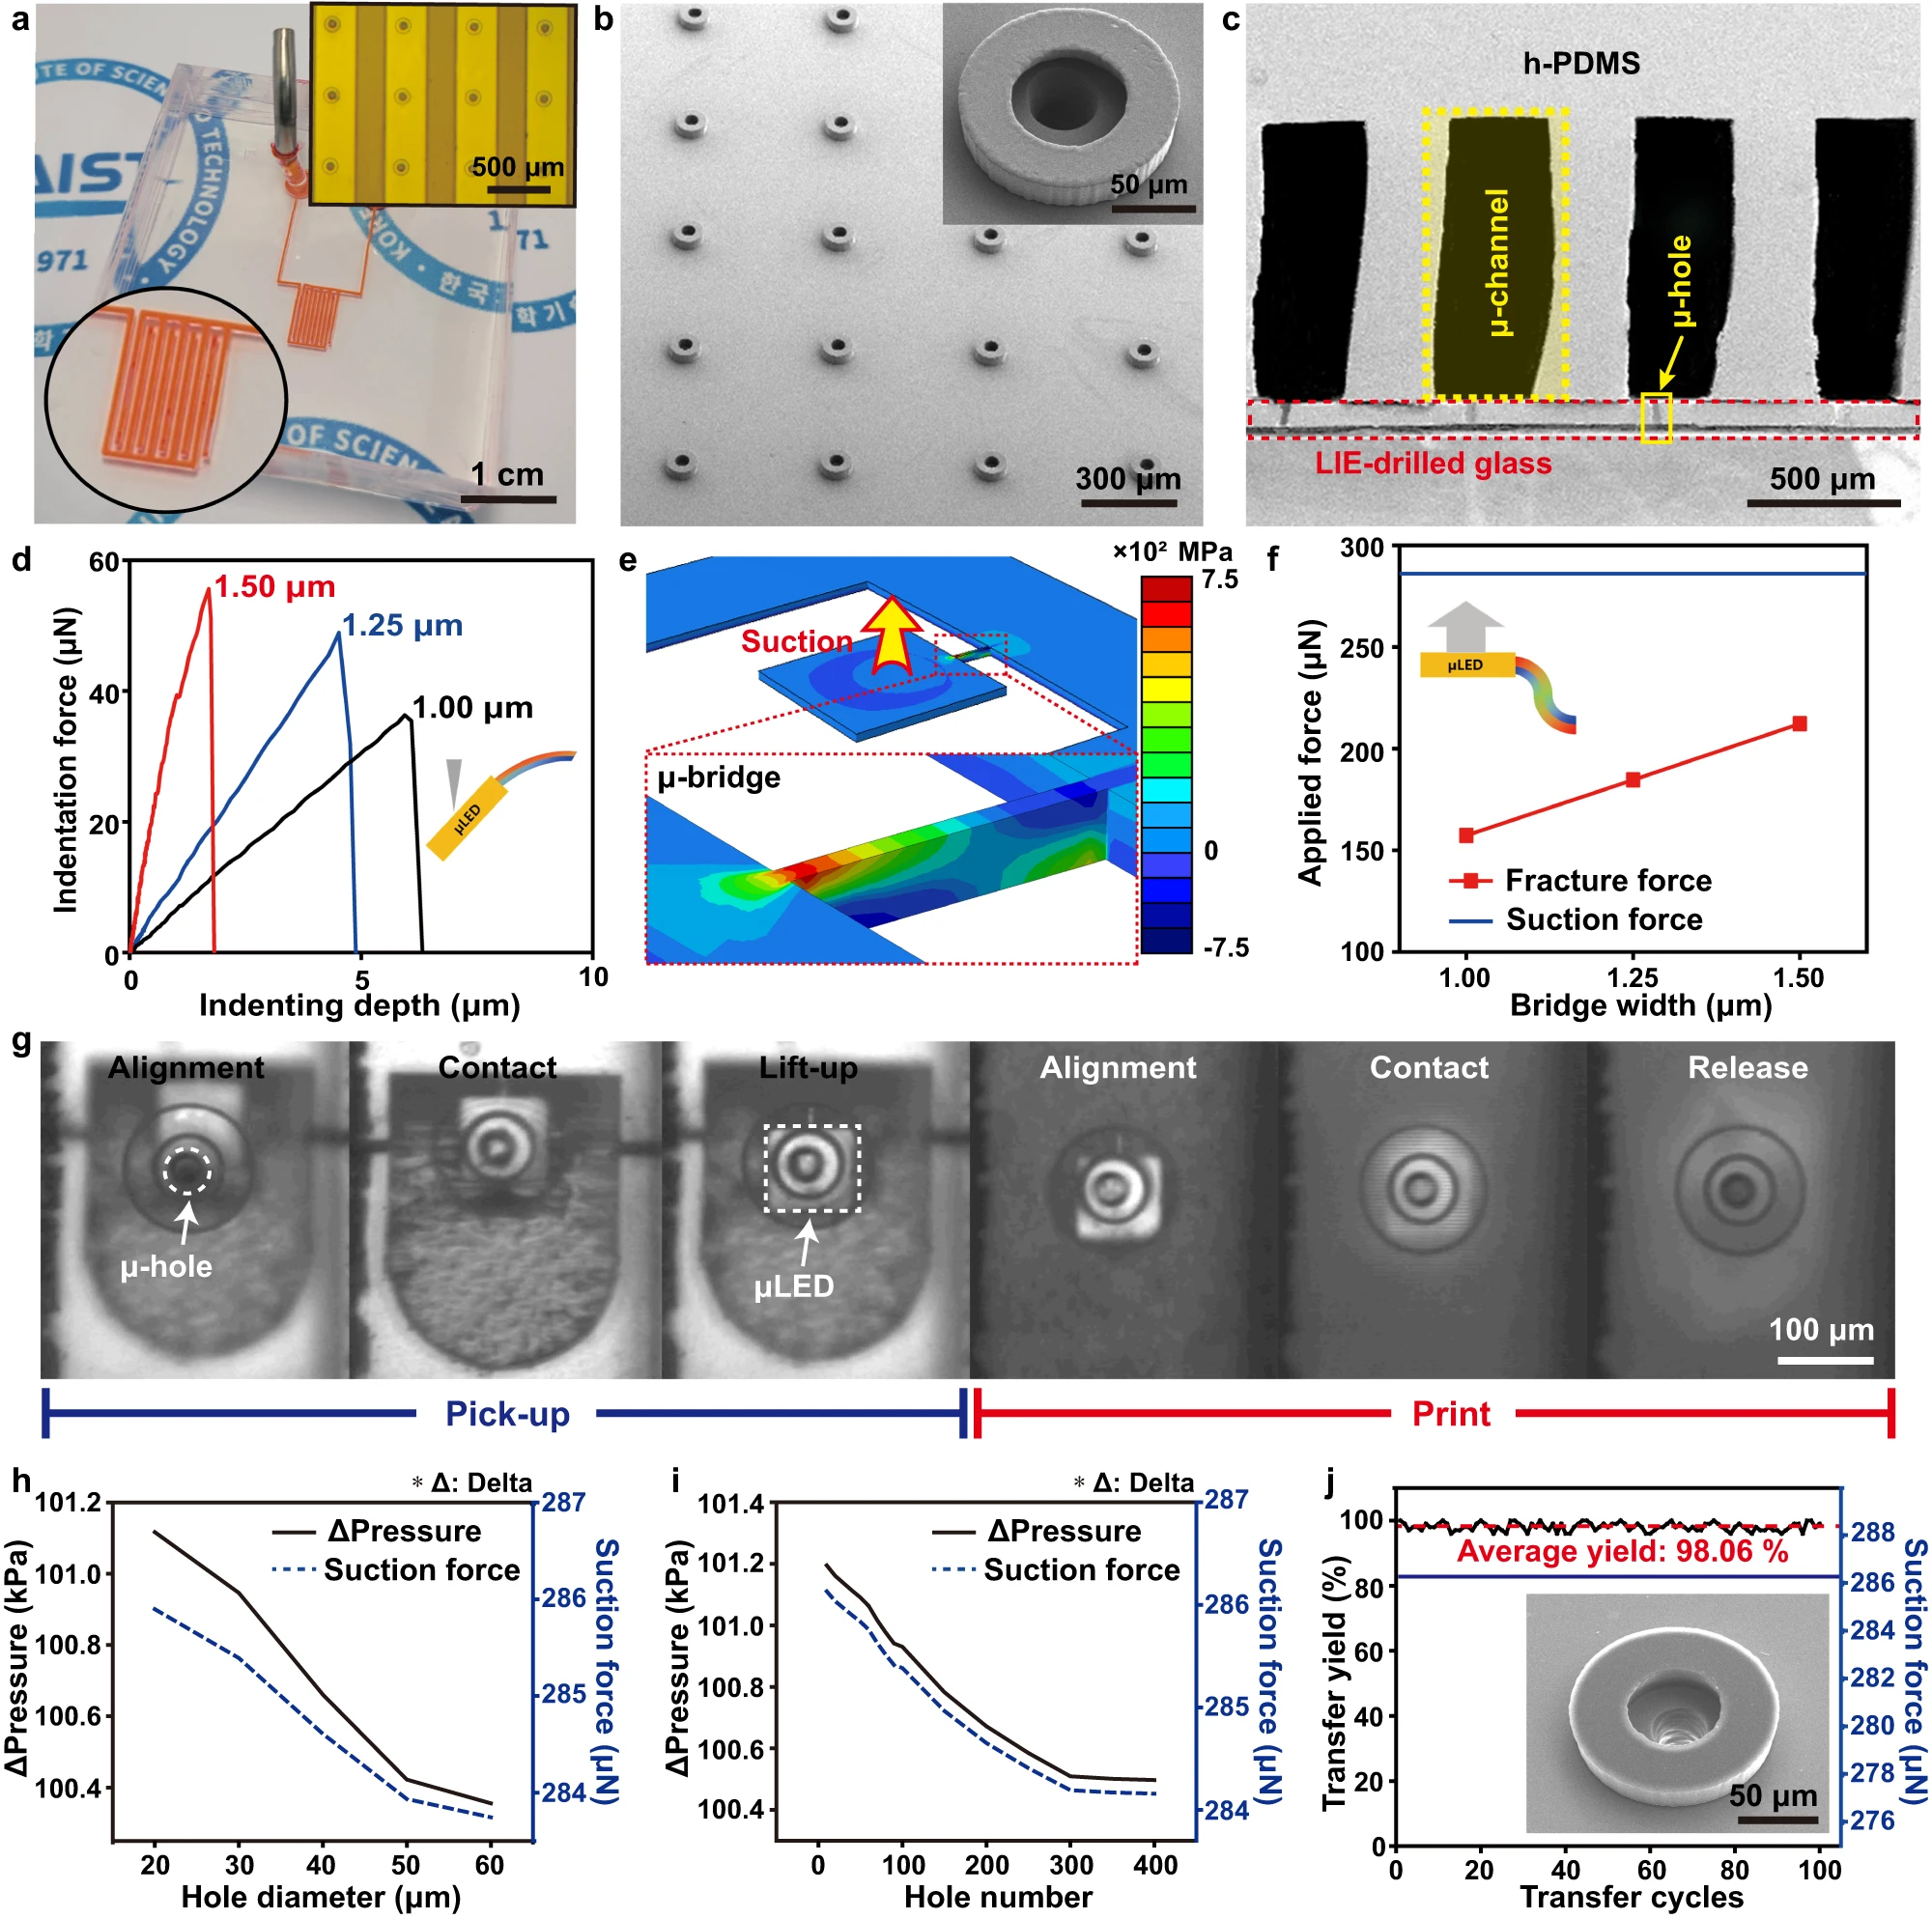 a
TE OF SCIEN
D TECHNOLOGY
AIST
971
1
71
KOR
한국
학기
OF SCIEN
500 µm
1 cm
b
50 µm
300 µm
c
h-PDMS
µ-channel
µ-hole
LIE-drilled glass
500 µm
d
60
40
20
0
0
5
10
Indentation force (µN)
Indenting depth (µm)
1.50 µm
1.25 µm
1.00 µm
µLED
e
Suction
µ-bridge
×10² MPa
7.5
0
-7.5
f
300
250
200
150
100
Applied force (µN)
µLED
Fracture force
Suction force
1.00
1.25
1.50
Bridge width (µm)
g
Alignment
Contact
Lift-up
Alignment
Contact
Release
µ-hole
µLED
100 µm
Pick-up
Print
h
* Δ: Delta
101.2
101.0
100.8
100.6
100.4
ΔPressure (kPa)
ΔPressure
Suction force
287
286
285
284
Suction force (µN)
20
30
40
50
60
Hole diameter (µm)
i
* Δ: Delta
101.4
101.2
101.0
100.8
100.6
100.4
ΔPressure (kPa)
ΔPressure
Suction force
287
286
285
284
Suction force (µN)
0
100
200
300
400
Hole number
j
100
80
60
40
20
0
Transfer yield (%)
Average yield: 98.06 %
50 µm
288
286
284
282
280
278
276
Suction force (µN)
0
20
40
60
80
100
Transfer cycles